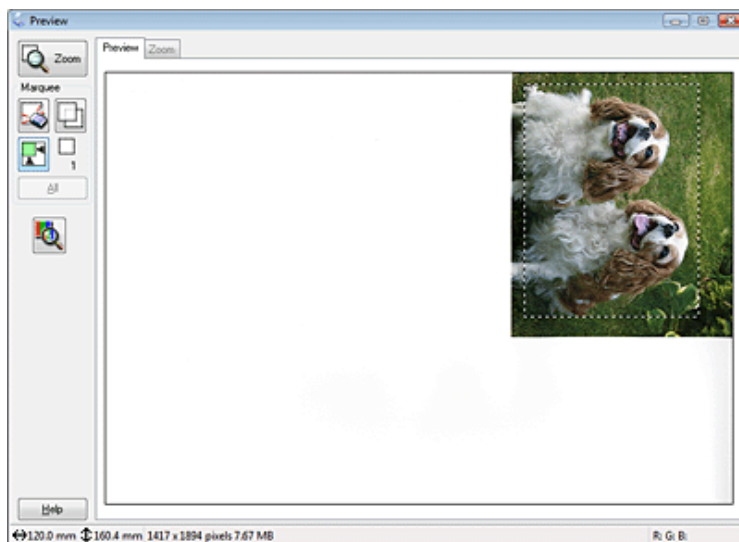 Preview
Preview Zoom
Zoom
Marquee
1
All
Help
120.0 mm 160.4 mm 1417 x 1894 pixels 7.67 MB R: G: B: